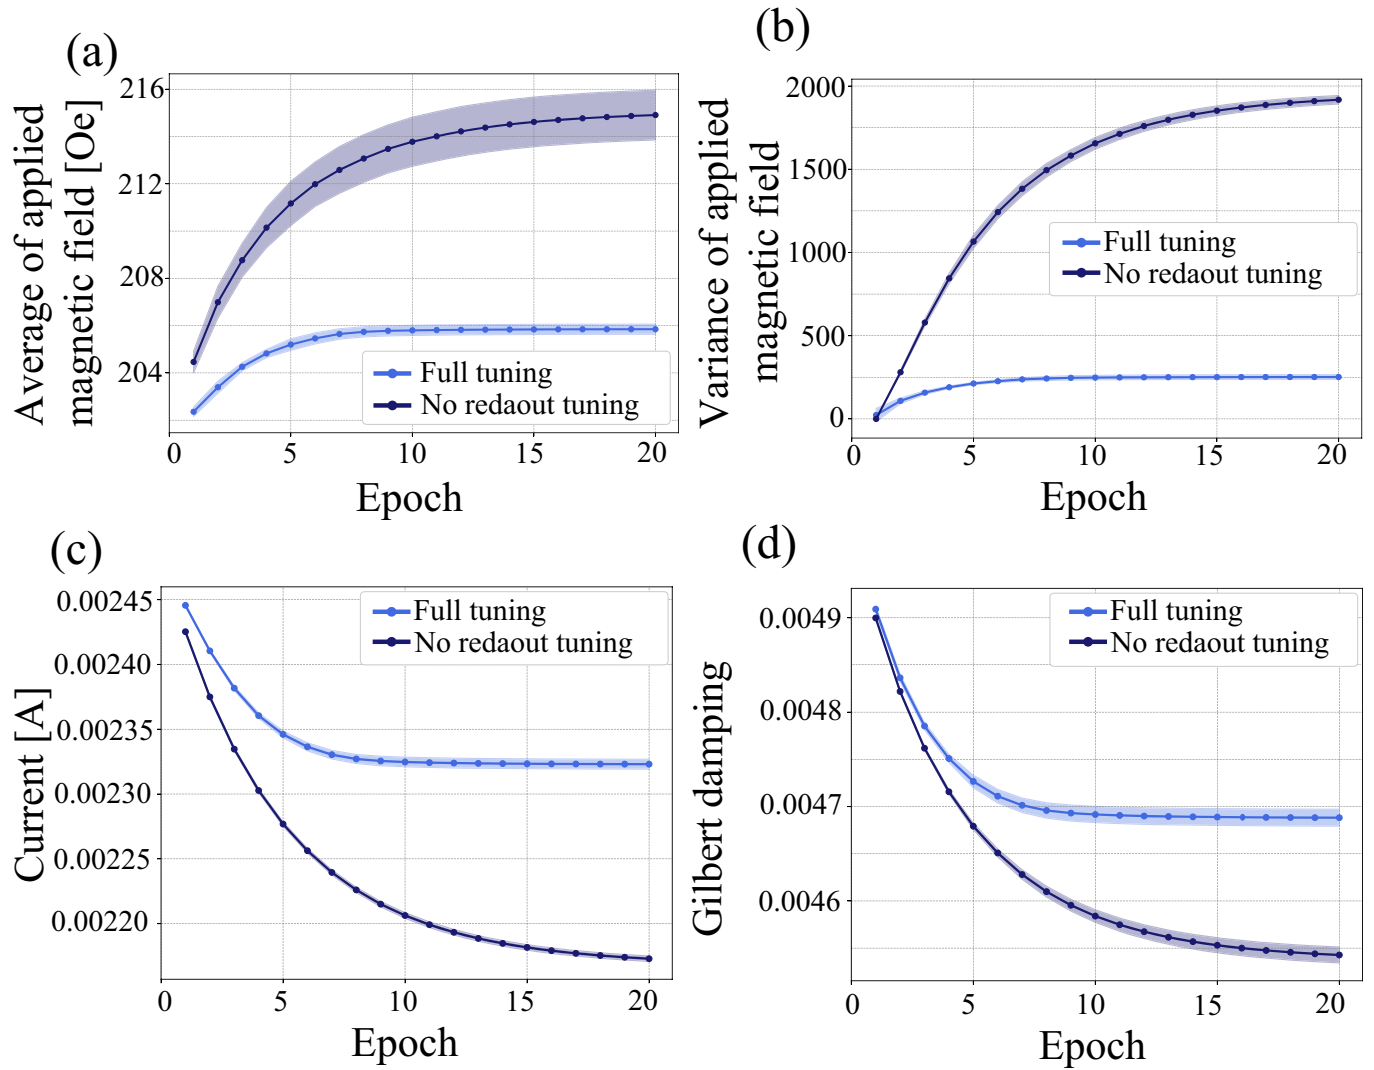 (a)
Average of applied
magnetic field [Oe]
216
212
208
204
0
5
10
15
20
Epoch
Full tuning
No redaout tuning
(b)
Variance of applied
magnetic field
2000
1500
1000
500
0
0
5
10
15
20
Epoch
Full tuning
No redaout tuning
(c)
Current [A]
0.00245
0.00240
0.00235
0.00230
0.00225
0.00220
0
5
10
15
20
Epoch
Full tuning
No redaout tuning
(d)
Gilbert damping
0.0049
0.0048
0.0047
0.0046
0
5
10
15
20
Epoch
Full tuning
No redaout tuning